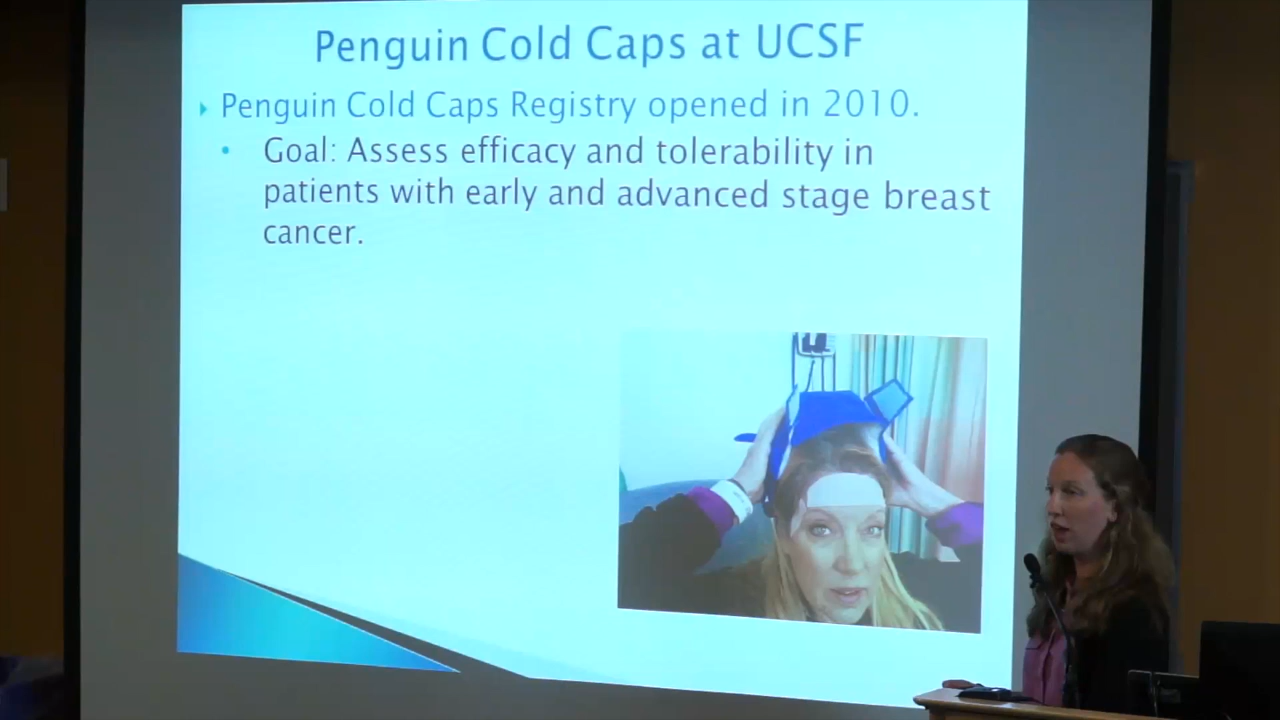 Penguin Cold Caps at UCSF
Penguin Cold Caps Registry opened in 2010.
Goal: Assess efficacy and tolerability in
patients with early and advanced stage breast
cancer.